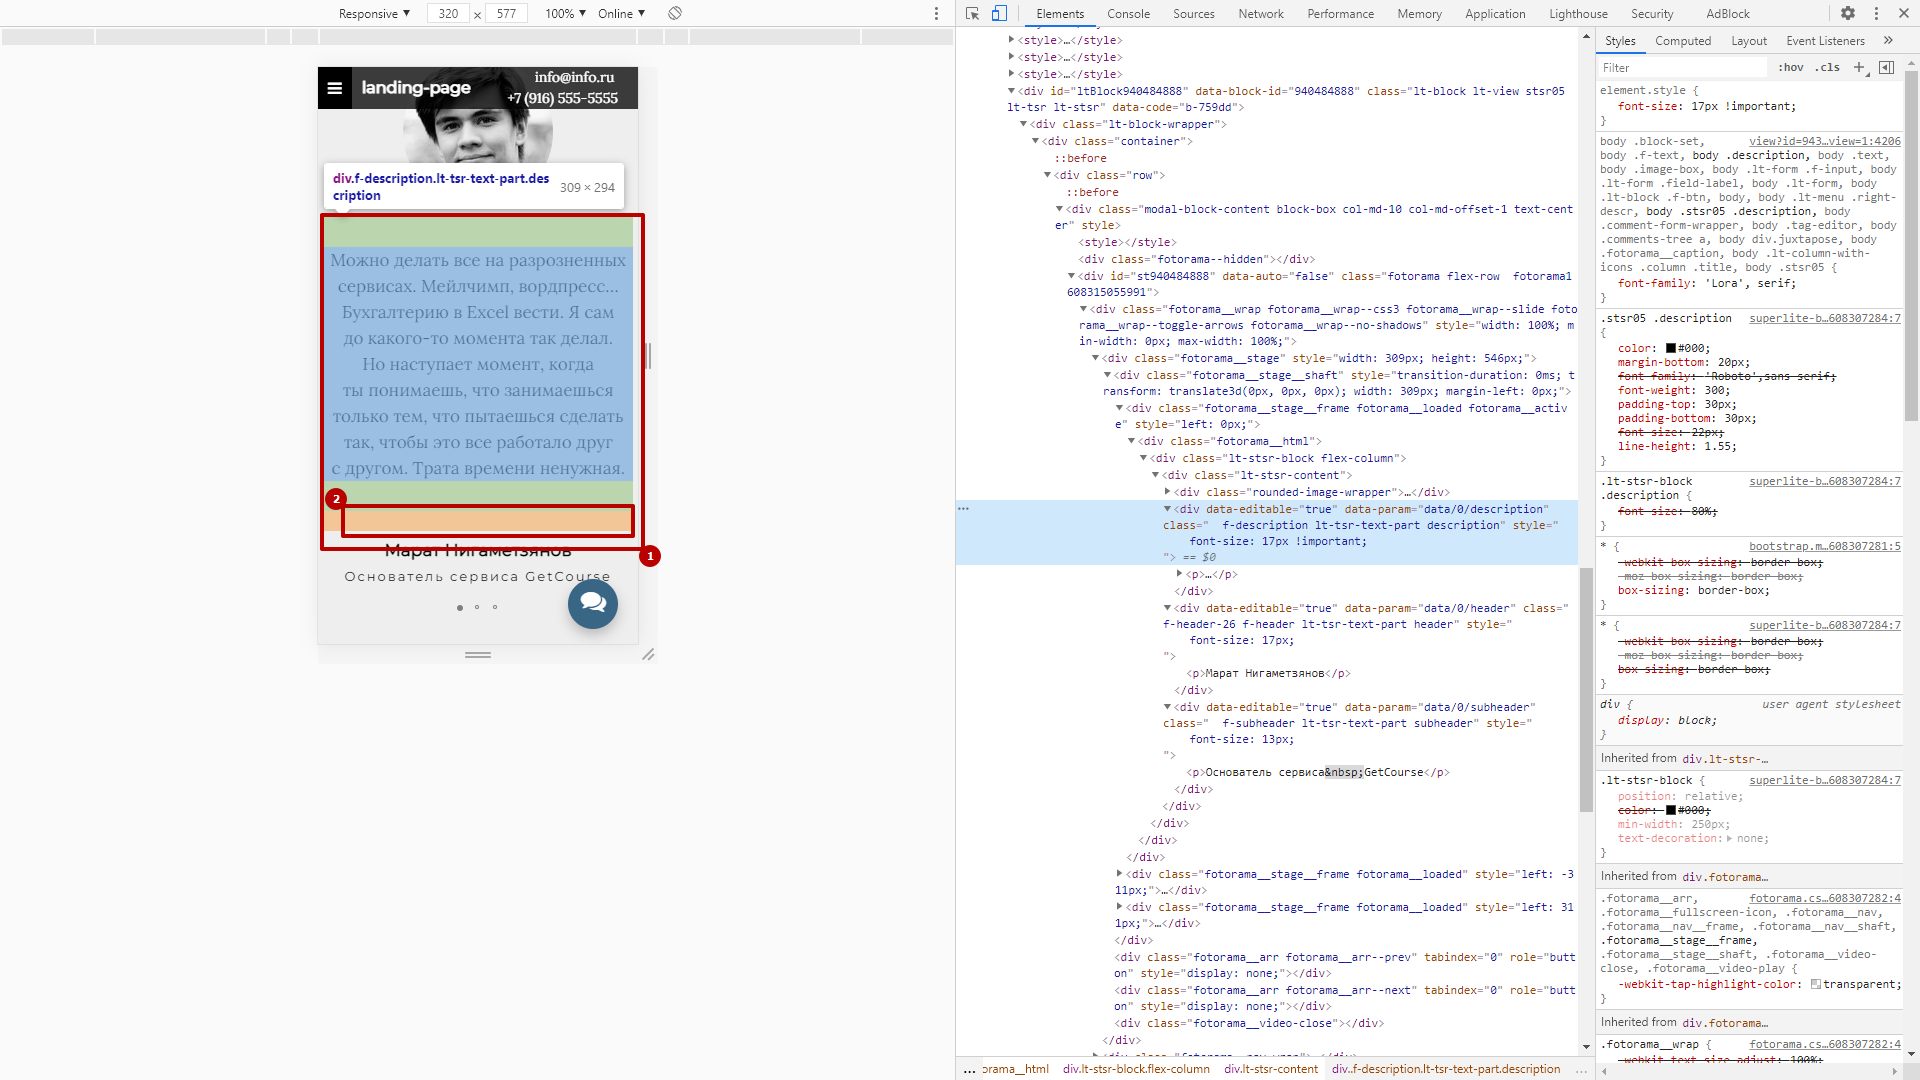 Responsive ▼ 320 x 577 100% ▼ Online ▼
Elements Console Sources Network Performance Memory Application Lighthouse Security AdBlock
landing-page
info@info.ru
+7 (916) 555-5555
div.f-description.lt-tsr-text-part.des
cription
309 × 294
Можно делать все на разрозненных
сервисах. Мейлчимп, вордпресс...
Бухгалтерию в Excel вести. Я сам
до какого-то момента так делал.
Но наступает момент, когда
ты понимаешь, что занимаешься
только тем, что пытаешься сделать
так, чтобы это все работало друг
с другом. Трата времени ненужная.
2
Марат Нигаметзянов
1
Основатель сервиса GetCourse
<style>…</style>
<style>…</style>
<style>…</style>
<div id="ltBlock940484888" data-block-id="940484888" class="lt-block lt-view stsr05
lt-tsr lt-stsr" data-code="b-759dd">
<div class="lt-block-wrapper">
<div class="container">
::before
<div class="row">
::before
<div class="modal-block-content block-box col-md-10 col-md-offset-1 text-cent
er" style>
<style></style>
<div class="fotorama--hidden"></div>
<div id="st940484888" data-auto="false" class="fotorama flex-row  fotorama1
608315055991">
<div class="fotorama__wrap fotorama__wrap--css3 fotorama__wrap--slide foto
rama__wrap--toggle-arrows fotorama__wrap--no-shadows" style="width: 100%; m
in-width: 0px; max-width: 100%;">
<div class="fotorama__stage" style="width: 309px; height: 546px;">
<div class="fotorama__stage__shaft" style="transition-duration: 0ms; t
ransform: translate3d(0px, 0px, 0px); width: 309px; margin-left: 0px;">
<div class="fotorama__stage__frame fotorama__loaded fotorama__activ
e" style="left: 0px;">
<div class="fotorama__html">
<div class="lt-stsr-block flex-column">
<div class="lt-stsr-content">
<div class="rounded-image-wrapper">…</div>
<div data-editable="true" data-param="data/0/description"
class="  f-description lt-tsr-text-part description" style="
font-size: 17px !important;
"> == $0
<p>…</p>
</div>
<div data-editable="true" data-param="data/0/header" class="
f-header-26 f-header lt-tsr-text-part header" style="
font-size: 17px;
">
<p>Марат Нигаметзянов</p>
</div>
<div data-editable="true" data-param="data/0/subheader"
class="  f-subheader lt-tsr-text-part subheader" style="
font-size: 13px;
">
<p>Основатель сервиса&nbsp;GetCourse</p>
</div>
</div>
</div>
</div>
</div>
<div class="fotorama__stage__frame fotorama__loaded" style="left: -3
11px;">…</div>
<div class="fotorama__stage__frame fotorama__loaded" style="left: 31
1px;">…</div>
</div>
<div class="fotorama__arr fotorama__arr--prev" tabindex="0" role="butt
on" style="display: none;"></div>
<div class="fotorama__arr fotorama__arr--next" tabindex="0" role="butt
on" style="display: none;"></div>
<div class="fotorama__video-close"></div>
</div>
... orama__html div.lt-stsr-block.flex-column div.lt-stsr-content div..f-description.lt-tsr-text-part.description ...
Styles Computed Layout Event Listeners »
Filter :hov .cls +
element.style {
font-size: 17px !important;
}
body .block-set, view?id=943…view=1:4206
body .f-text, body .description, body .text,
body .image-box, body .lt-form .f-input, body
.lt-form .field-label, body .lt-form, body
.lt-block .f-btn, body, body .lt-menu .right-
descr, body .stsr05 .description, body
.comment-form-wrapper, body .tag-editor, body
.comments-tree a, body div.juxtapose, body
.fotorama__caption, body .lt-column-with-
icons .column .title, body .stsr05 {
font-family: 'Lora', serif;
}
.stsr05 .description superlite-b…608307284:7
{
color: #000;
margin-bottom: 20px;
font-family: 'Roboto',sans-serif;
font-weight: 300;
padding-top: 30px;
padding-bottom: 30px;
font-size: 22px;
line-height: 1.55;
}
.lt-stsr-block superlite-b…608307284:7
.description {
font-size: 80%;
}
* { bootstrap.m…608307281:5
-webkit-box-sizing: border-box;
-moz-box-sizing: border-box;
box-sizing: border-box;
}
* { superlite-b…608307284:7
-webkit-box-sizing: border-box;
-moz-box-sizing: border-box;
box-sizing: border-box;
}
div { user agent stylesheet
display: block;
}
Inherited from div.lt-stsr-…
.lt-stsr-block { superlite-b…608307284:7
position: relative;
color: #000;
min-width: 250px;
text-decoration: none;
}
Inherited from div.fotorama…
.fotorama__arr, fotorama.cs…608307282:4
.fotorama__fullscreen-icon, .fotorama__nav,
.fotorama__nav__frame, .fotorama__nav__shaft,
.fotorama__stage__frame,
.fotorama__stage__shaft, .fotorama__video-
close, .fotorama__video-play {
-webkit-tap-highlight-color: transparent;
}
Inherited from div.fotorama…
.fotorama__wrap { fotorama.cs…608307282:4
-webkit-text-size-adjust: 100%;